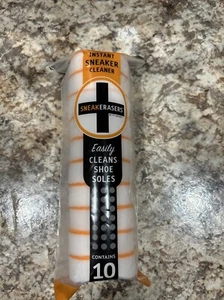 INSTANT
SNEAKER
CLEANER
SNEAKERASERS
Easily
CLEANS
SHOE
SOLES
CONTAINS
10